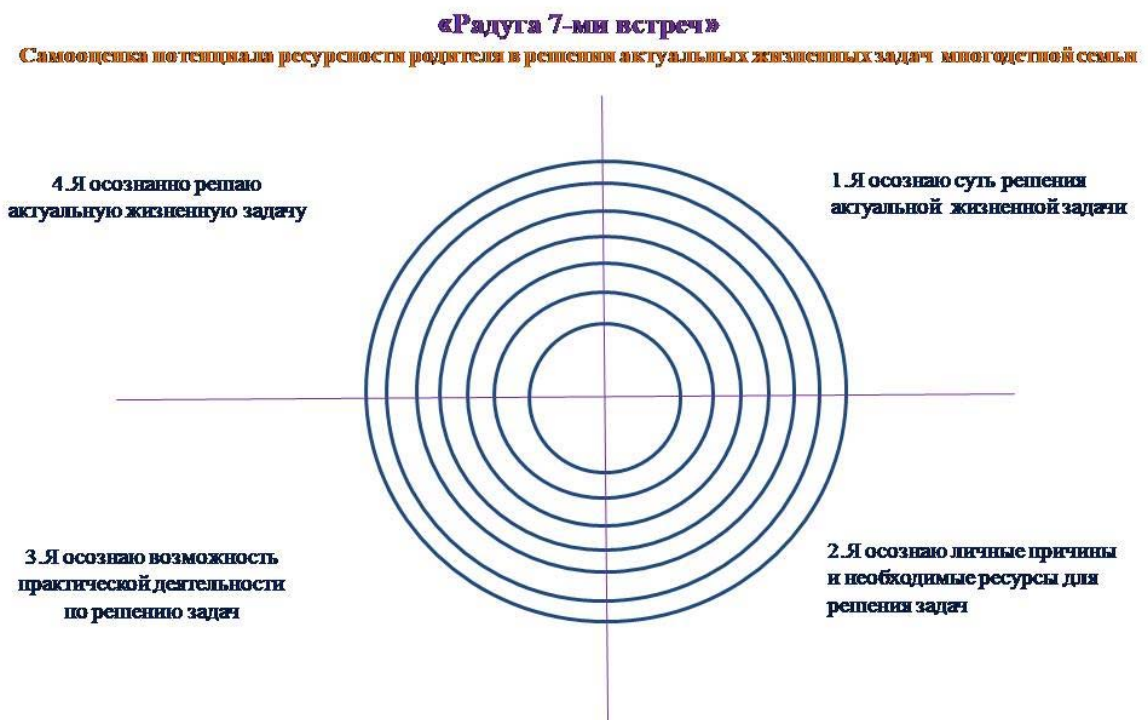 «Радуга 7-ми встреч»
Самооценка потенциала ресурсности родителя в решении актуальных жизненных задач многодетной семьи
4.Я осознанно решаю
актуальную жизненную задачу
1.Я осознаю суть решения
актуальной жизненной задачи
3.Я осознаю возможность
практической деятельности
по решению задач
2.Я осознаю личные причины
и необходимые ресурсы для
решения задач